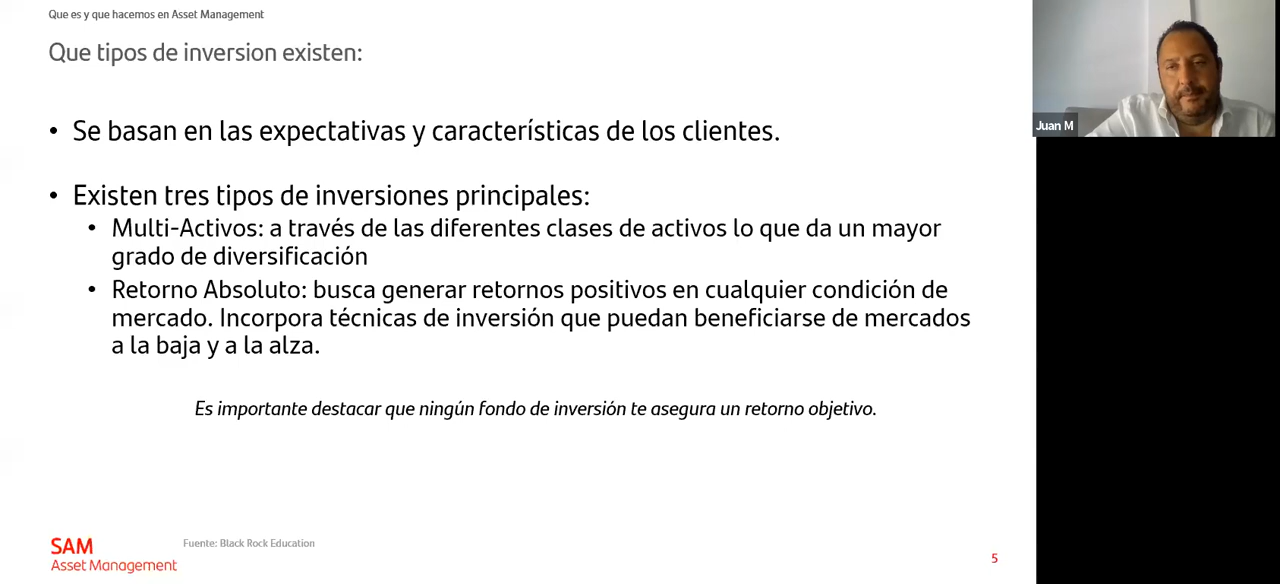 Que es y que hacemos en Asset Management
Que tipos de inversion existen:
• Se basan en las expectativas y características de los clientes.
• Existen tres tipos de inversiones principales:
• Multi-Activos: a través de las diferentes clases de activos lo que da un mayor
grado de diversificación
• Retorno Absoluto: busca generar retornos positivos en cualquier condición de
mercado. Incorpora técnicas de inversión que puedan beneficiarse de mercados
a la baja y a la alza.
Es importante destacar que ningún fondo de inversión te asegura un retorno objetivo.
SAM
Asset Management
Fuente: Black Rock Education
5
Juan M